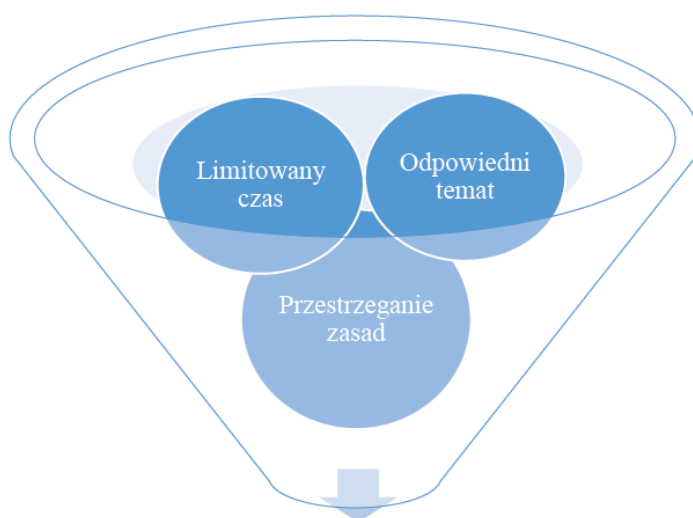 Limitowany
czas
Odpowiedni
temat
Przestrzeganie
zasad